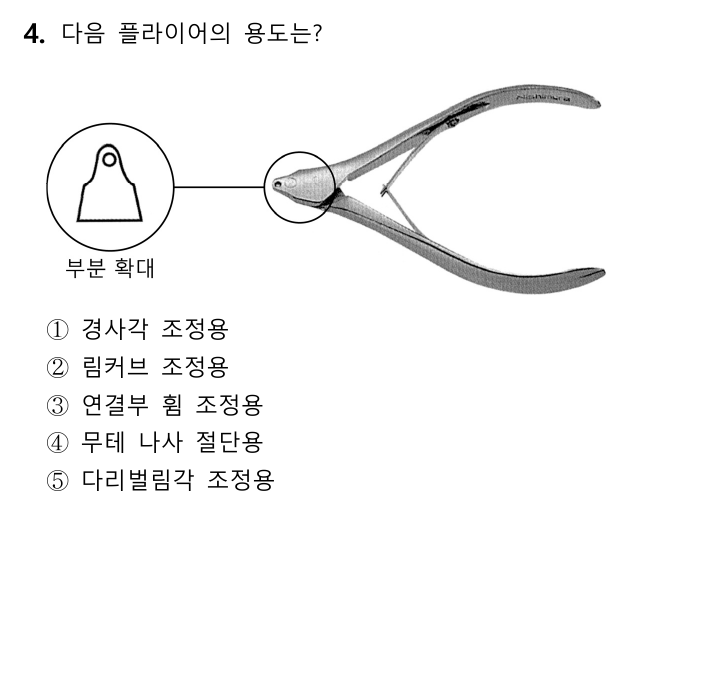 4. 다음 플라이어의 용도는?
Nishimura
부분 확대
① 경사각 조정용
② 림커브 조정용
③ 연결부 휨 조정용
④ 무테 나사 절단용
⑤ 다리벌림각 조정용